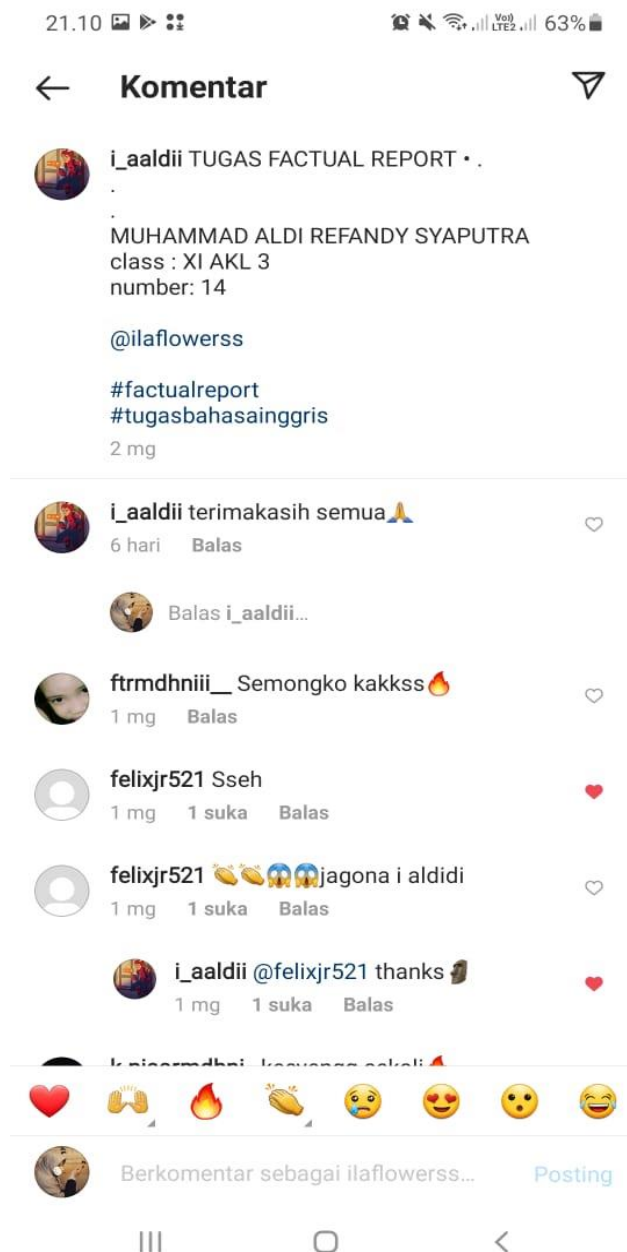 21.10 Vo)) LTE2 63%
Komentar
i_aaldii TUGAS FACTUAL REPORT • .
.
.
MUHAMMAD ALDI REFANDY SYAPUTRA
class : XI AKL 3
number: 14
@ilaflowerss
#factualreport
#tugasbahasainggris
2 mg
i_aaldii terimakasih semua🙏
6 hari Balas
Balas i_aaldii...
ftrmdhniii__ Semongko kakkss🔥
1 mg Balas
felixjr521 Sseh
1 mg 1 suka Balas
felixjr521 👏👏😱😱jagona i aldidi
1 mg 1 suka Balas
i_aaldii @felixjr521 thanks🗿
1 mg 1 suka Balas
❤️🙌🔥👏😢😍😮😂
Berkomentar sebagai ilaflowerss... Posting